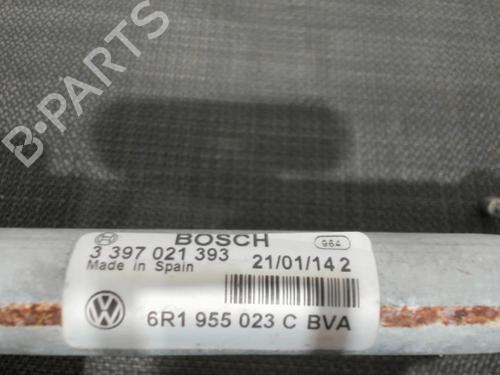 B-PARTS
BOSCH
964
3 397 021 393
Made in Spain
21/01/14 2
6R1 955 023 C BVA